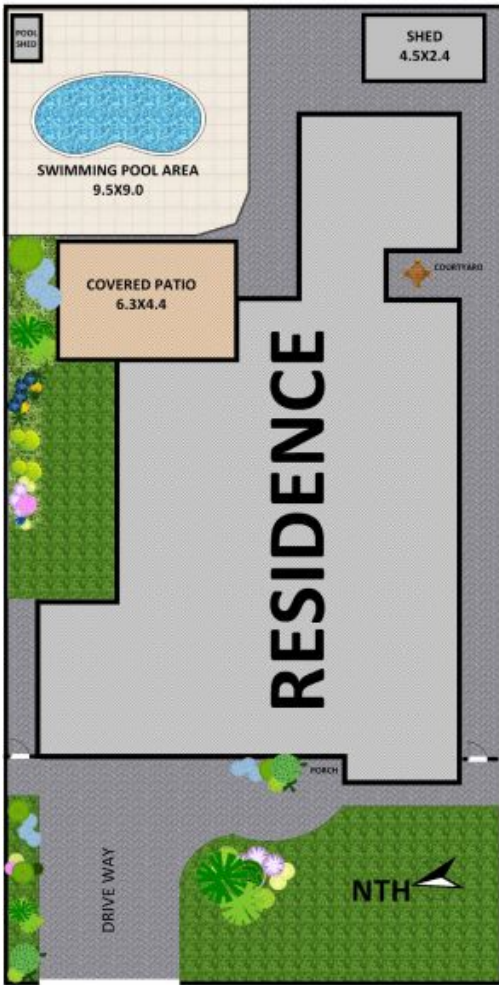 POOL
SHED
SHED
4.5X2.4
SWIMMING POOL AREA
9.5X9.0
COURTYARD
COVERED PATIO
6.3X4.4
RESIDENCE
PORCH
DRIVE WAY
NTH